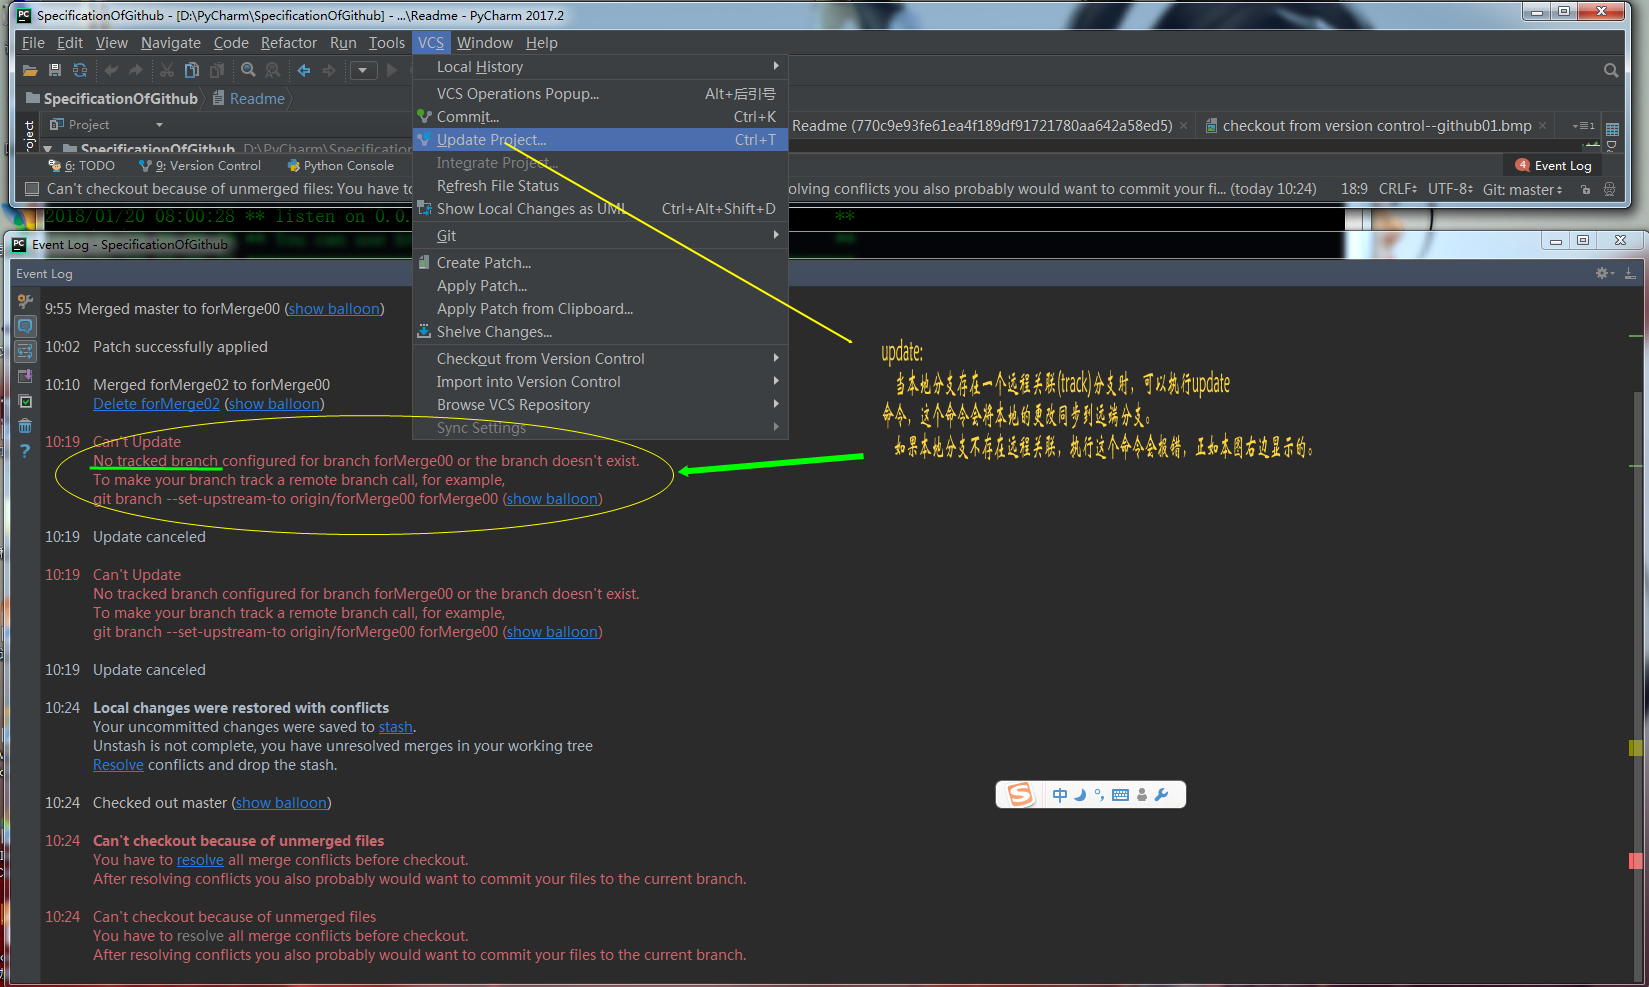 SpecificationOfGithub - [D:\PyCharm\SpecificationOfGithub] - ...\Readme - PyCharm 2017.2
File Edit View Navigate Code Refactor Run Tools VCS Window Help
SpecificationOfGithub Readme
Project
Readme (770c9e93fe61ea4f189df91721780aa642a58ed5) × checkout from version control--github01.bmp ×
SpecificationOfGithub D:\PyCharm\Specification
6: TODO 9: Version Control Python Console
4 Event Log
Can't checkout because of unmerged files: You have to
olving conflicts you also probably would want to commit your fi... (today 10:24) 18:9 CRLF UTF-8 Git: master
Local History
VCS Operations Popup... Alt+后引号
Commit... Ctrl+K
Update Project... Ctrl+T
Integrate Project...
Refresh File Status
Show Local Changes as UML Ctrl+Alt+Shift+D
Git
Create Patch...
Apply Patch...
Apply Patch from Clipboard...
Shelve Changes...
Checkout from Version Control
Import into Version Control
Browse VCS Repository
Sync Settings
2018/01/20 08:00:28 ** listen on 0.0. **
Event Log - SpecificationOfGithub
Event Log
9:55 Merged master to forMerge00 (show balloon)
10:02 Patch successfully applied
10:10 Merged forMerge02 to forMerge00
Delete forMerge02 (show balloon)
10:19 Can't Update
No tracked branch configured for branch forMerge00 or the branch doesn't exist.
To make your branch track a remote branch call, for example,
git branch --set-upstream-to origin/forMerge00 forMerge00 (show balloon)
10:19 Update canceled
10:19 Can't Update
No tracked branch configured for branch forMerge00 or the branch doesn't exist.
To make your branch track a remote branch call, for example,
git branch --set-upstream-to origin/forMerge00 forMerge00 (show balloon)
10:19 Update canceled
10:24 Local changes were restored with conflicts
Your uncommitted changes were saved to stash.
Unstash is not complete, you have unresolved merges in your working tree
Resolve conflicts and drop the stash.
10:24 Checked out master (show balloon)
10:24 Can't checkout because of unmerged files
You have to resolve all merge conflicts before checkout.
After resolving conflicts you also probably would want to commit your files to the current branch.
10:24 Can't checkout because of unmerged files
You have to resolve all merge conflicts before checkout.
After resolving conflicts you also probably would want to commit your files to the current branch.
update:
当本地分支存在一个远程关联(track)分支时，可以执行update
命令，这个命令会将本地的更改同步到远端分支。
如果本地分支不存在远程关联，执行这个命令会报错，正如本图右边显示的。
中